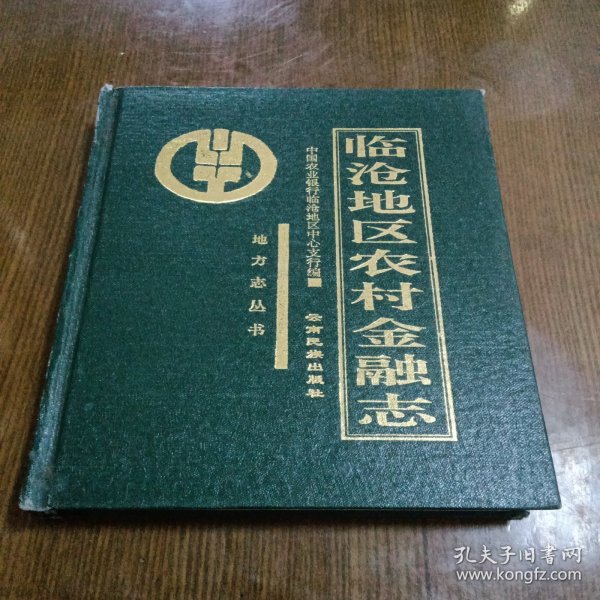 临沧地区农村金融志
中国农业银行临沧地区中心支行编
云南民族出版社
地方志丛书
孔夫子旧书网
www.kongfz.com